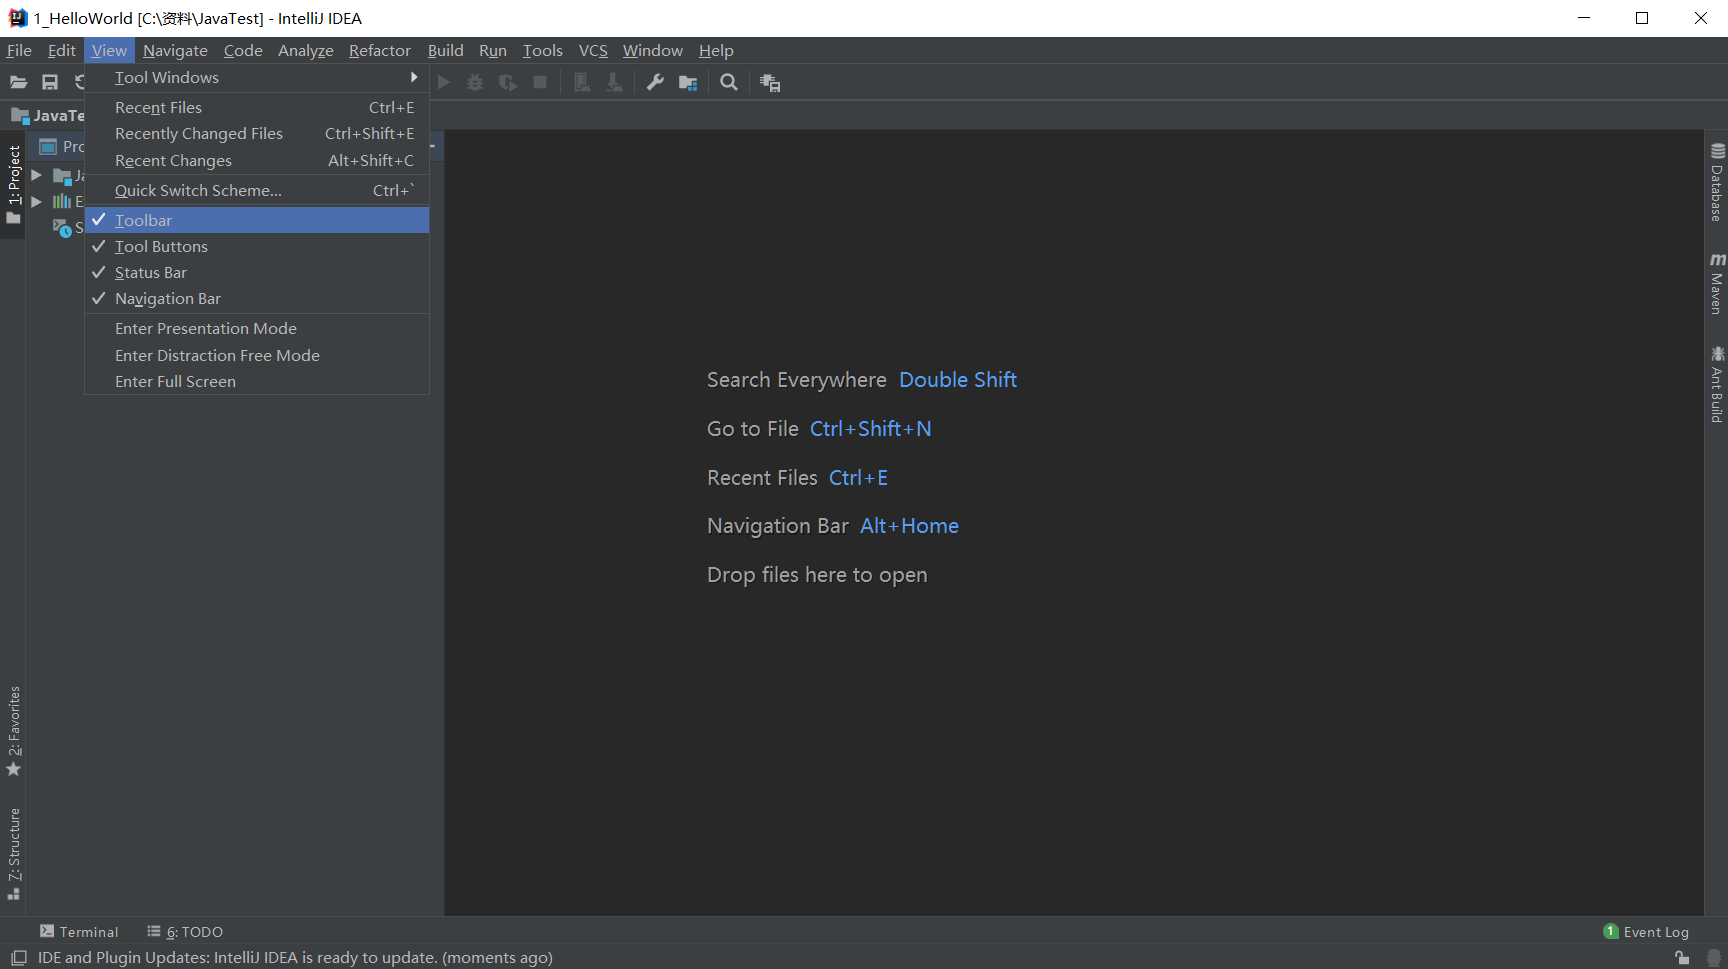 1_HelloWorld [C:\资料\JavaTest] - IntelliJ IDEA
File Edit View Navigate Code Analyze Refactor Build Run Tools VCS Window Help
Tool Windows
JavaTe
Recent Files Ctrl+E
Recently Changed Files Ctrl+Shift+E
Recent Changes Alt+Shift+C
Quick Switch Scheme... Ctrl+`
Toolbar
Tool Buttons
Status Bar
Navigation Bar
Enter Presentation Mode
Enter Distraction Free Mode
Enter Full Screen
1: Project
Pro
Ja
E
S
2: Favorites
7: Structure
Search Everywhere Double Shift
Go to File Ctrl+Shift+N
Recent Files Ctrl+E
Navigation Bar Alt+Home
Drop files here to open
Database
m Maven
Ant Build
Terminal 6: TODO
1 Event Log
IDE and Plugin Updates: IntelliJ IDEA is ready to update. (moments ago)